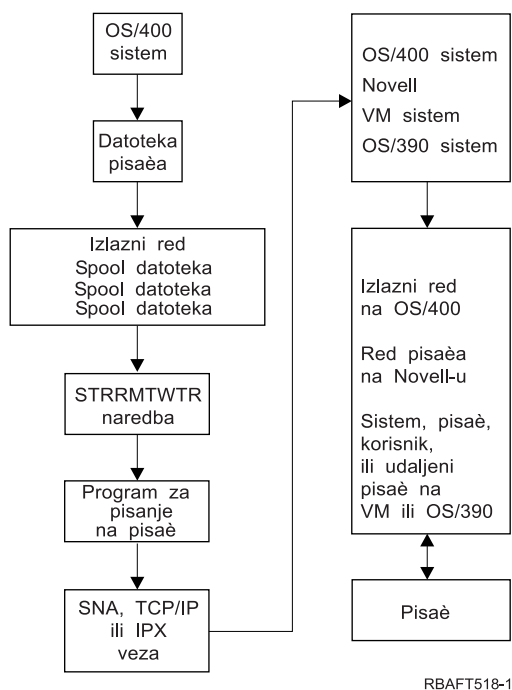 OS/400
sistem
Datoteka
pisaèa
Izlazni red
Spool datoteka
Spool datoteka
Spool datoteka
STRRMTWTR
naredba
Program za
pisanje
na pisaè
SNA, TCP/IP
ili IPX
veza
OS/400 sistem
Novell
VM sistem
OS/390 sistem
Izlazni red
na OS/400
Red pisaèa
na Novell-u
Sistem, pisaè,
korisnik,
ili udaljeni
pisaè na
VM ili OS/390
Pisaè
RBAFT518-1